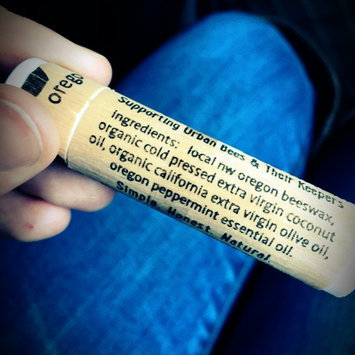 orego
Supporting Urban Bees & Their Keepers
ingredients: local nw oregon beeswax,
organic cold pressed extra virgin coconut
oil, organic california extra virgin olive oil,
oregon peppermint essential oil.
Simple. Honest. Natural.